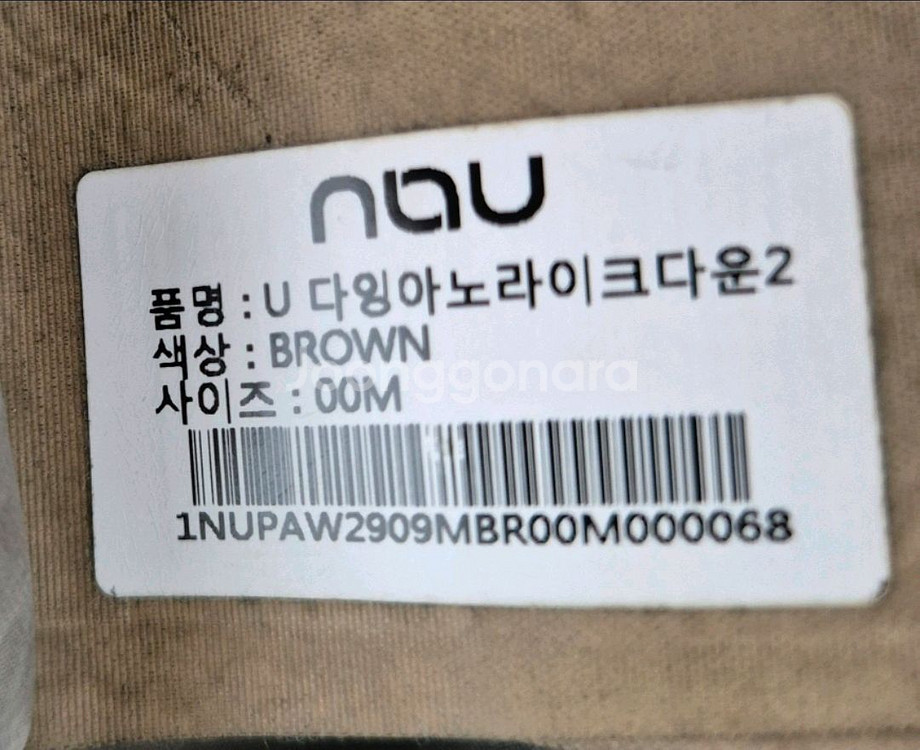 nau
품명 : U 다잉아노라이크다운2
색상 : BROWN
사이즈 : 00M
joonggonara
1NUPAW2909MBR00M000068